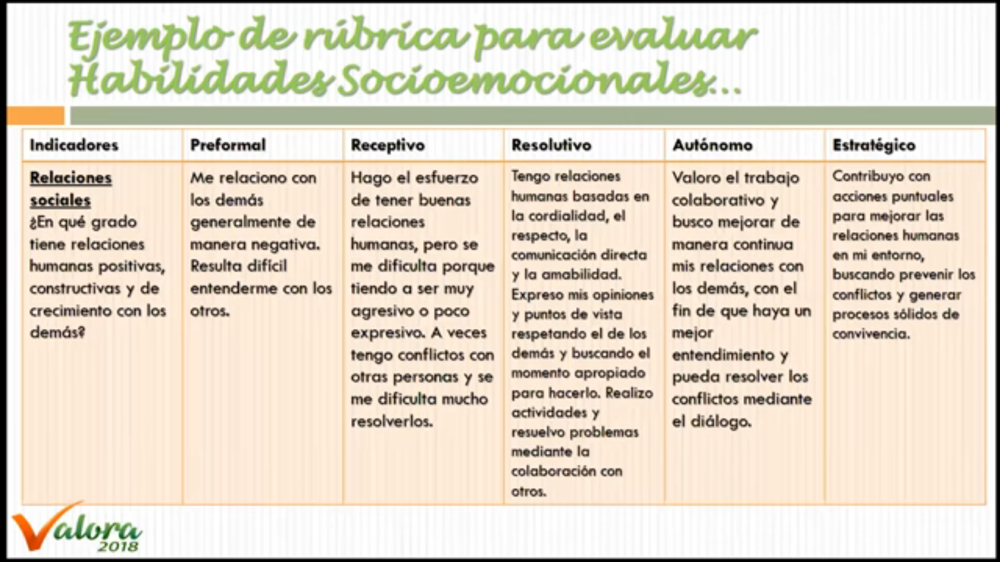 Ejemplo de rúbrica para evaluar
Habilidades Socioemocionales...
Indicadores
Preformal
Receptivo
Resolutivo
Autónomo
Estratégico
Relaciones
sociales
¿En qué grado
tiene relaciones
humanas positivas,
constructivas y de
crecimiento con los
demás?
Me relaciono con
los demás
generalmente de
manera negativa.
Resulta difícil
entenderme con los
otros.
Hago el esfuerzo
de tener buenas
relaciones
humanas, pero se
me dificulta porque
tiendo a ser muy
agresivo o poco
expresivo. A veces
tengo conflictos con
otras personas y se
me dificulta mucho
resolverlos.
Tengo relaciones
humanas basadas en
la cordialidad, el
respecto, la
comunicación directa
y la amabilidad.
Expreso mis opiniones
y puntos de vista
respetando el de los
demás y buscando el
momento apropiado
para hacerlo. Realizo
actividades y
resuelvo problemas
mediante la
colaboración con
otros.
Valoro el trabajo
colaborativo y
busco mejorar de
manera continua
mis relaciones con
los demás, con el
fin de que haya un
mejor
entendimiento y
pueda resolver los
conflictos mediante
el diálogo.
Contribuyo con
acciones puntuales
para mejorar las
relaciones humanas
en mi entorno,
buscando prevenir los
conflictos y generar
procesos sólidos de
convivencia.
Valora
2018